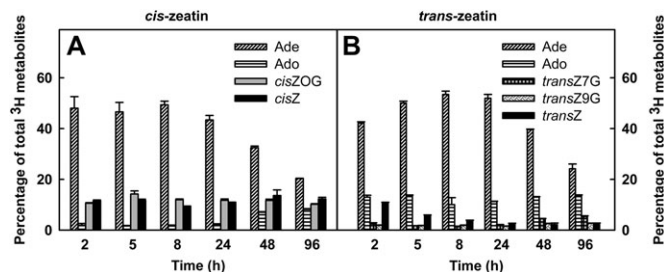 cis-zeatin
trans-zeatin
Percentage of total ³H metabolites
60
40
20
0
A
Ade
Ado
cisZOG
cisZ
2 5 8 24 48 96
Time (h)
B
Ade
Ado
transZ7G
transZ9G
transZ
2 5 8 24 48 96
Time (h)
60
40
20
0
Percentage of total ³H metabolites